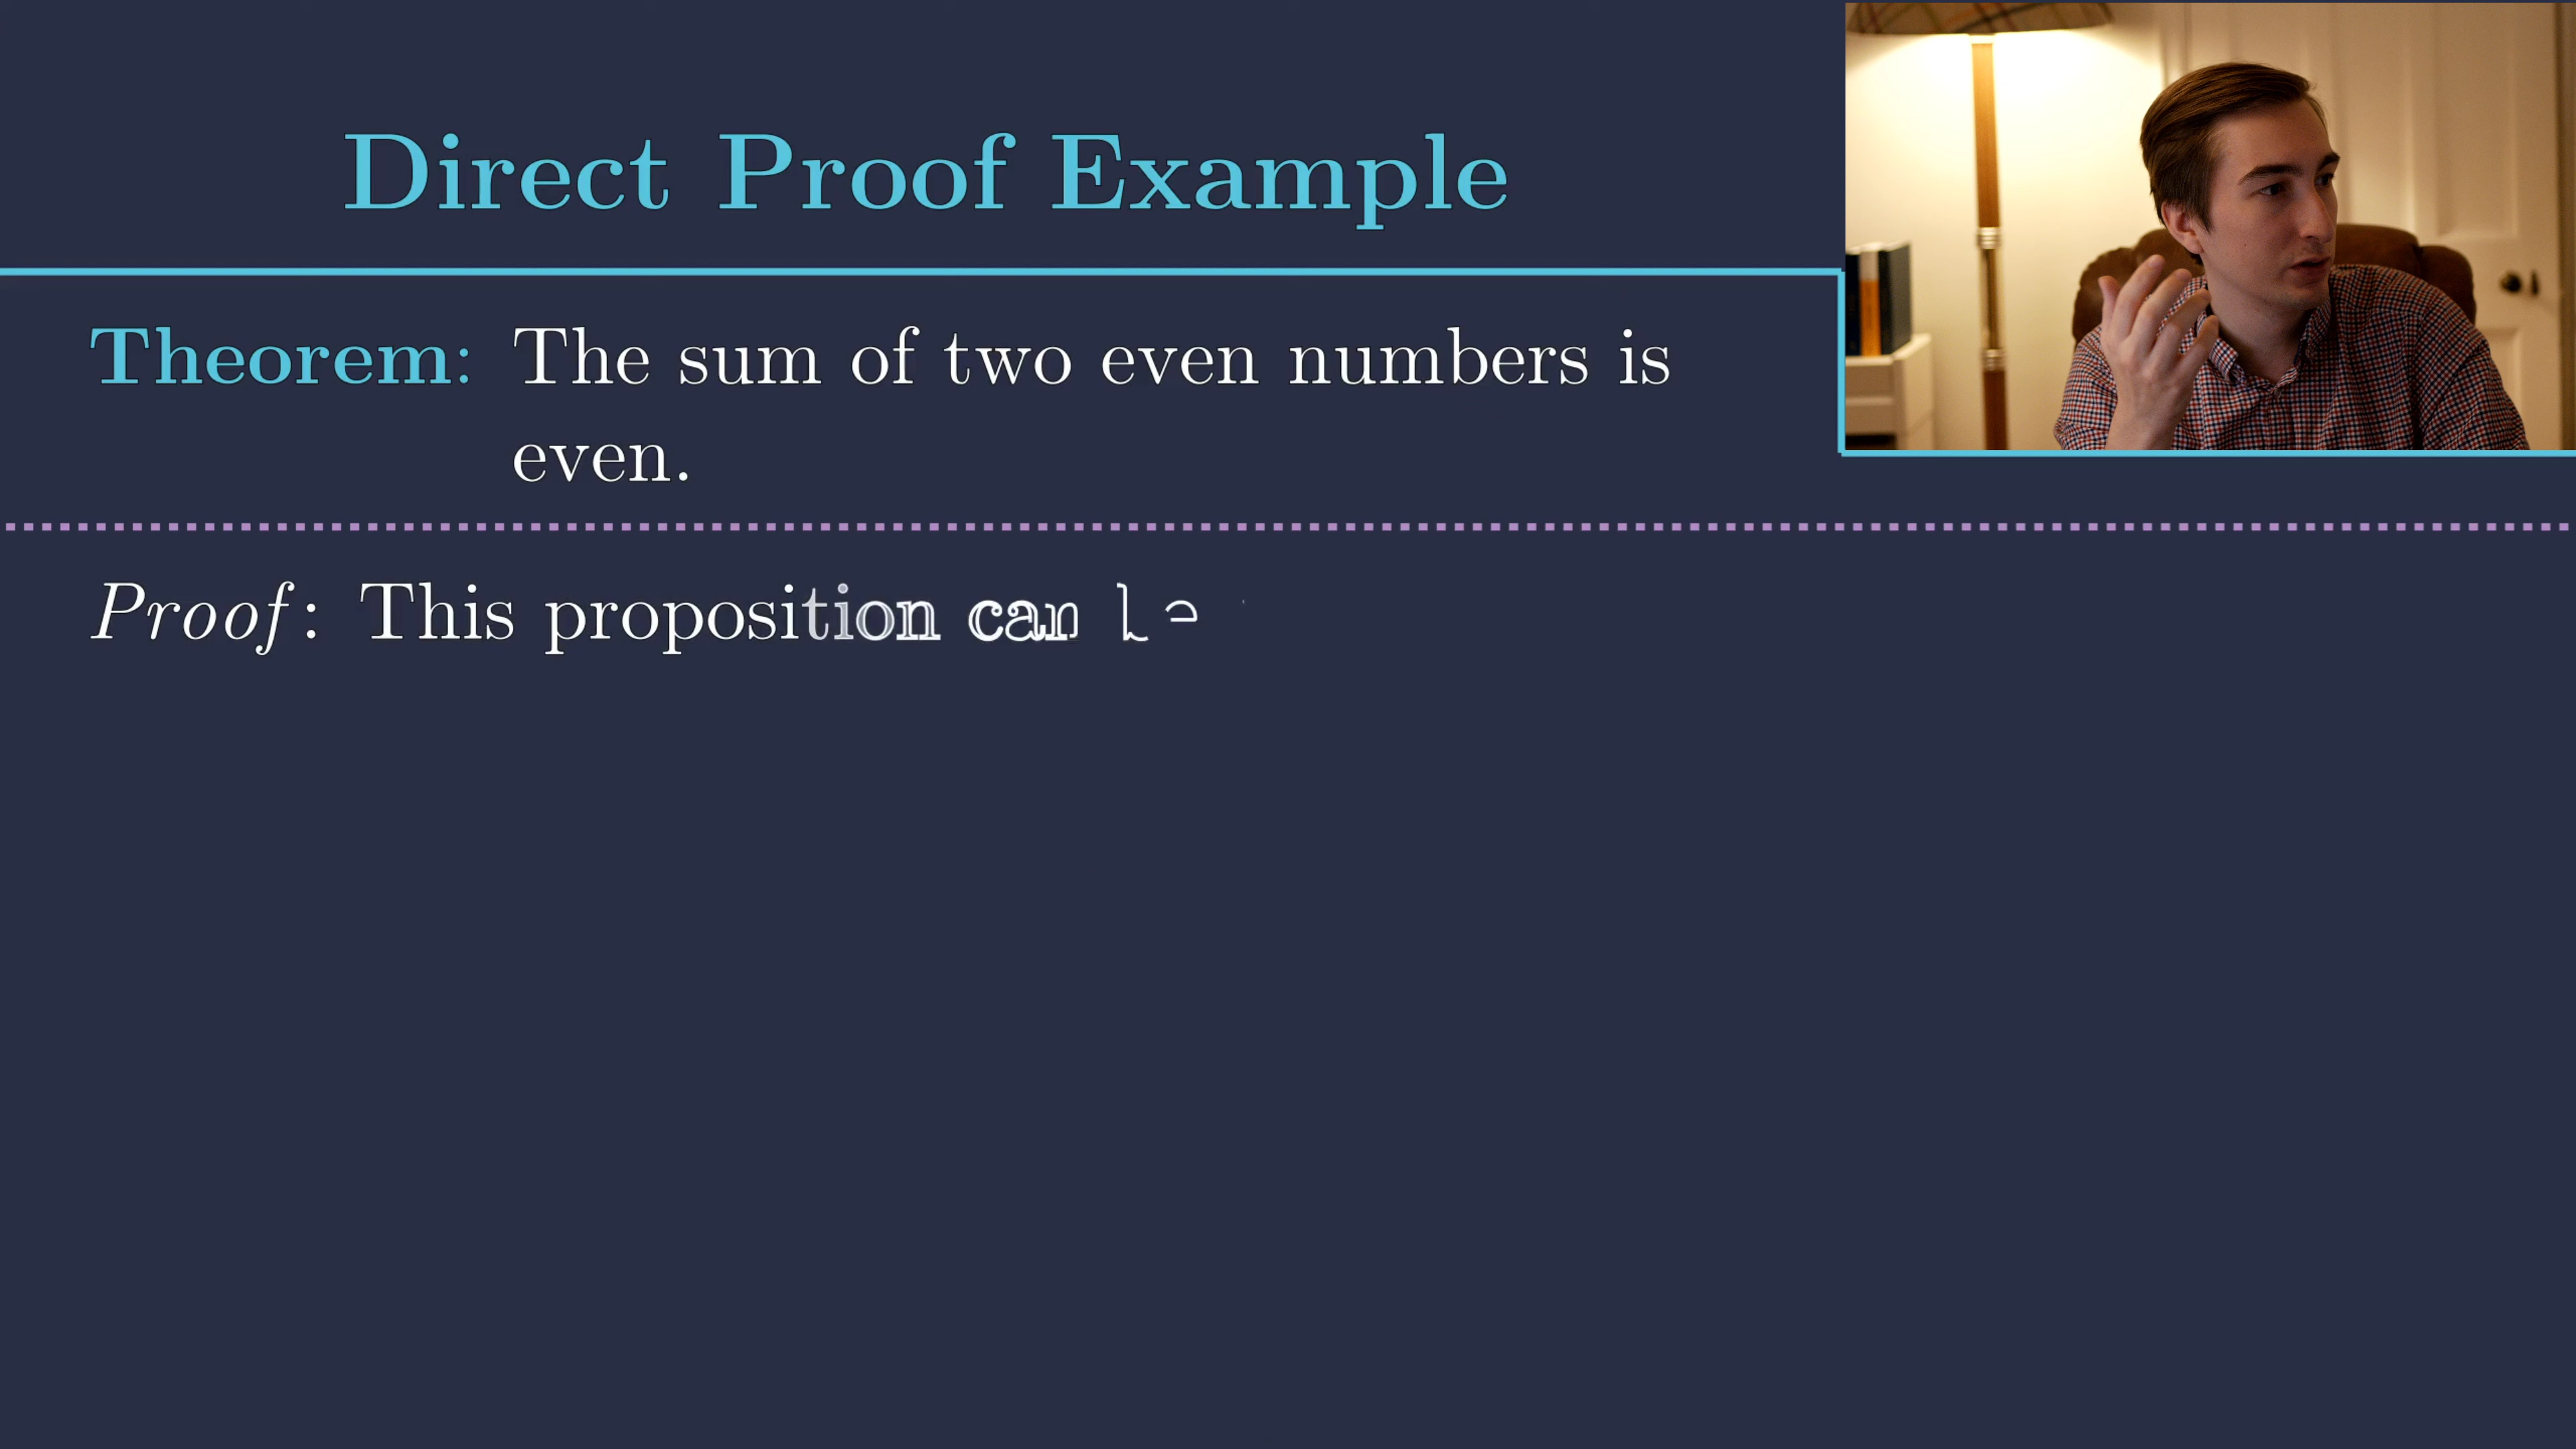 Direct Proof Example
Theorem: The sum of two even numbers is
even.
Proof: This proposition can